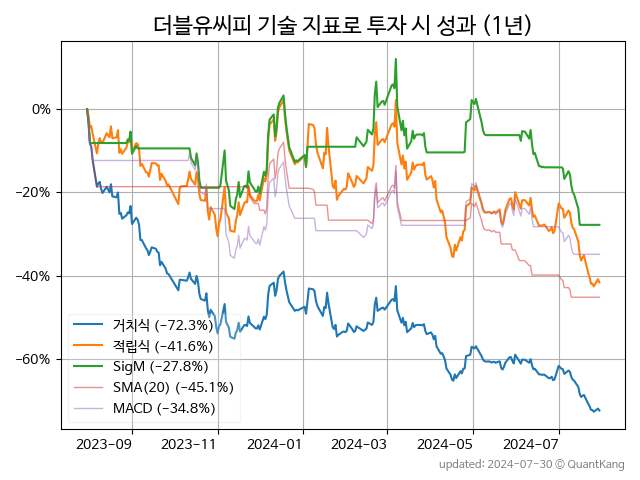 더블유씨피 기술 지표로 투자 시 성과 (1년)
0%
−20%
−40%
−60%
거치식 (−72.3%)
적립식 (−41.6%)
SigM (−27.8%)
SMA(20) (−45.1%)
MACD (−34.8%)
2023−09 2023−11 2024−01 2024−03 2024−05 2024−07
updated: 2024-07-30 © QuantKang